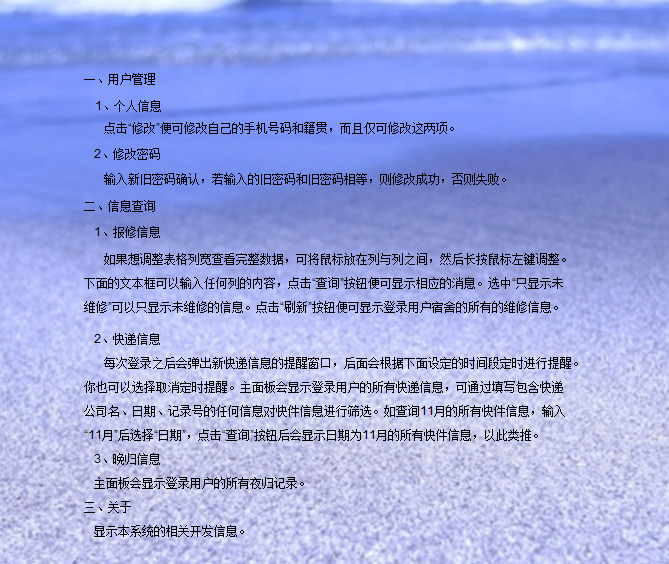 一、用户管理
1、个人信息
点击“修改”便可修改自己的手机号码和籍贯，而且仅可修改这两项。
2、修改密码
输入新旧密码确认，若输入的旧密码和旧密码相等，则修改成功，否则失败。
二、信息查询
1、报修信息
如果想调整表格列宽查看完整数据，可将鼠标放在列与列之间，然后长按鼠标左键调整。
下面的文本框可以输入任何列的内容，点击“查询”按钮便可显示相应的消息。选中“只显示未
维修”可以只显示未维修的信息。点击“刷新”按钮便可显示登录用户宿舍的所有的维修信息。
2、快递信息
每次登录之后会弹出新快递信息的提醒窗口，后面会根据下面设定的时间段定时进行提醒。
你也可以选择取消定时提醒。主面板会显示登录用户的所有快递信息，可通过填写包含快递
公司名、日期、记录号的任何信息对快件信息进行筛选。如查询11月的所有快件信息，输入
“11月”后选择“日期”，点击“查询”按钮后会显示日期为11月的所有快件信息，以此类推。
3、晚归信息
主面板会显示登录用户的所有夜归记录。
三、关于
显示本系统的相关开发信息。